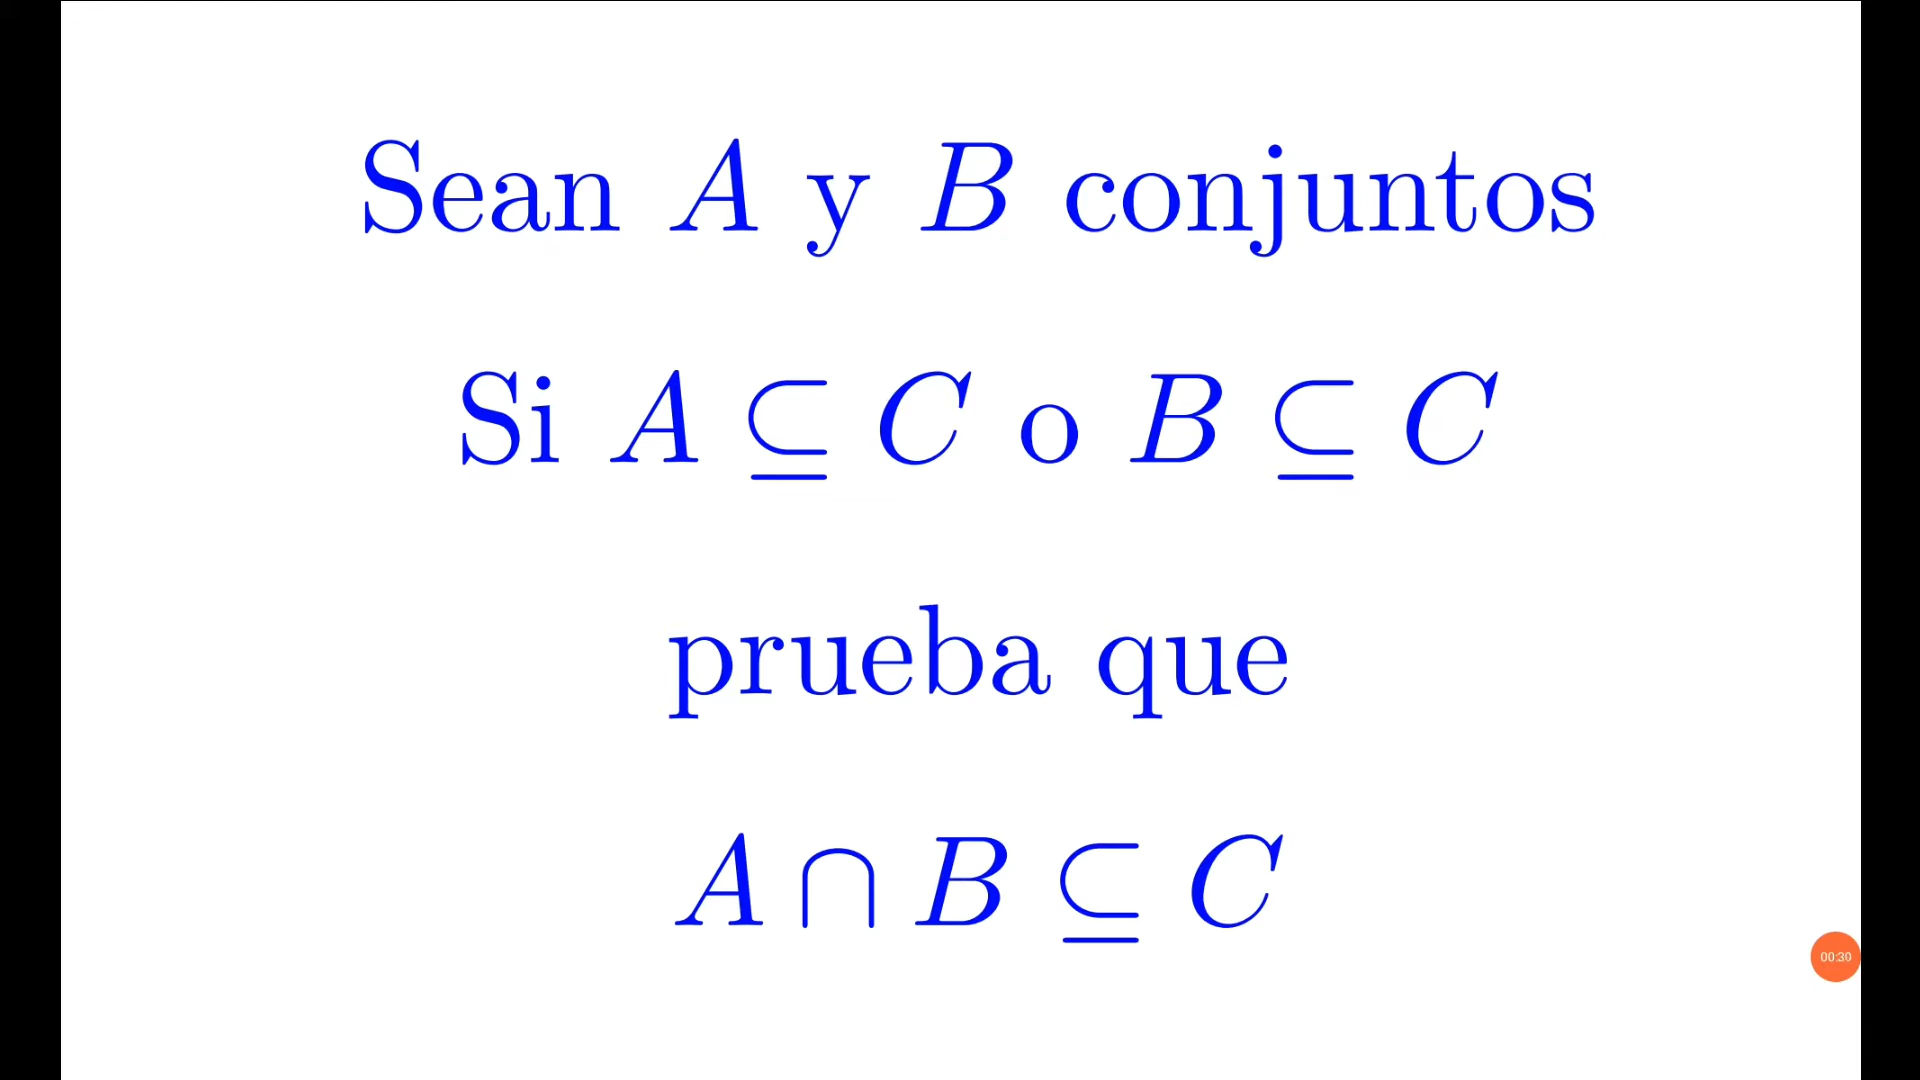 Sean A y B conjuntos
Si A ⊆ C o B ⊆ C
prueba que
A ∩ B ⊆ C
00:30